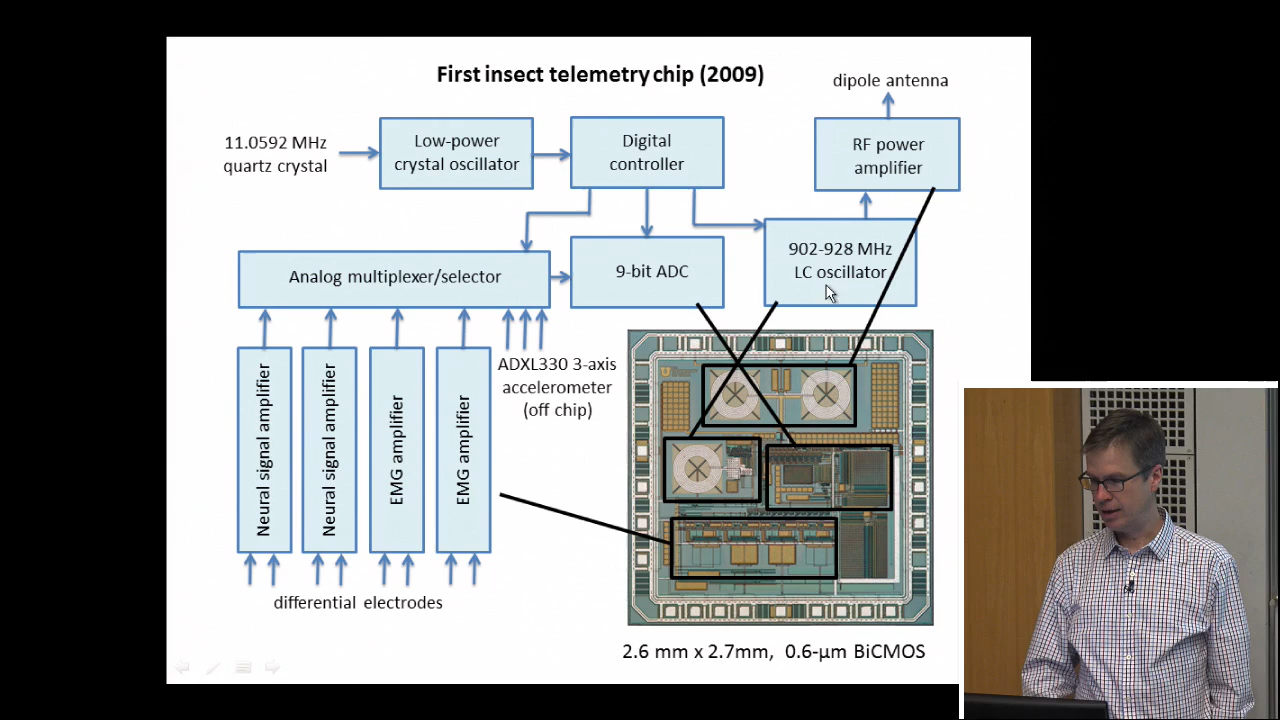 First insect telemetry chip (2009)
dipole antenna
11.0592 MHz
quartz crystal
Low-power
crystal oscillator
Digital
controller
RF power
amplifier
Analog multiplexer/selector
9-bit ADC
902-928 MHz
LC oscillator
Neural signal amplifier
Neural signal amplifier
EMG amplifier
EMG amplifier
ADXL330 3-axis
accelerometer
(off chip)
differential electrodes
2.6 mm x 2.7mm, 0.6-µm BiCMOS